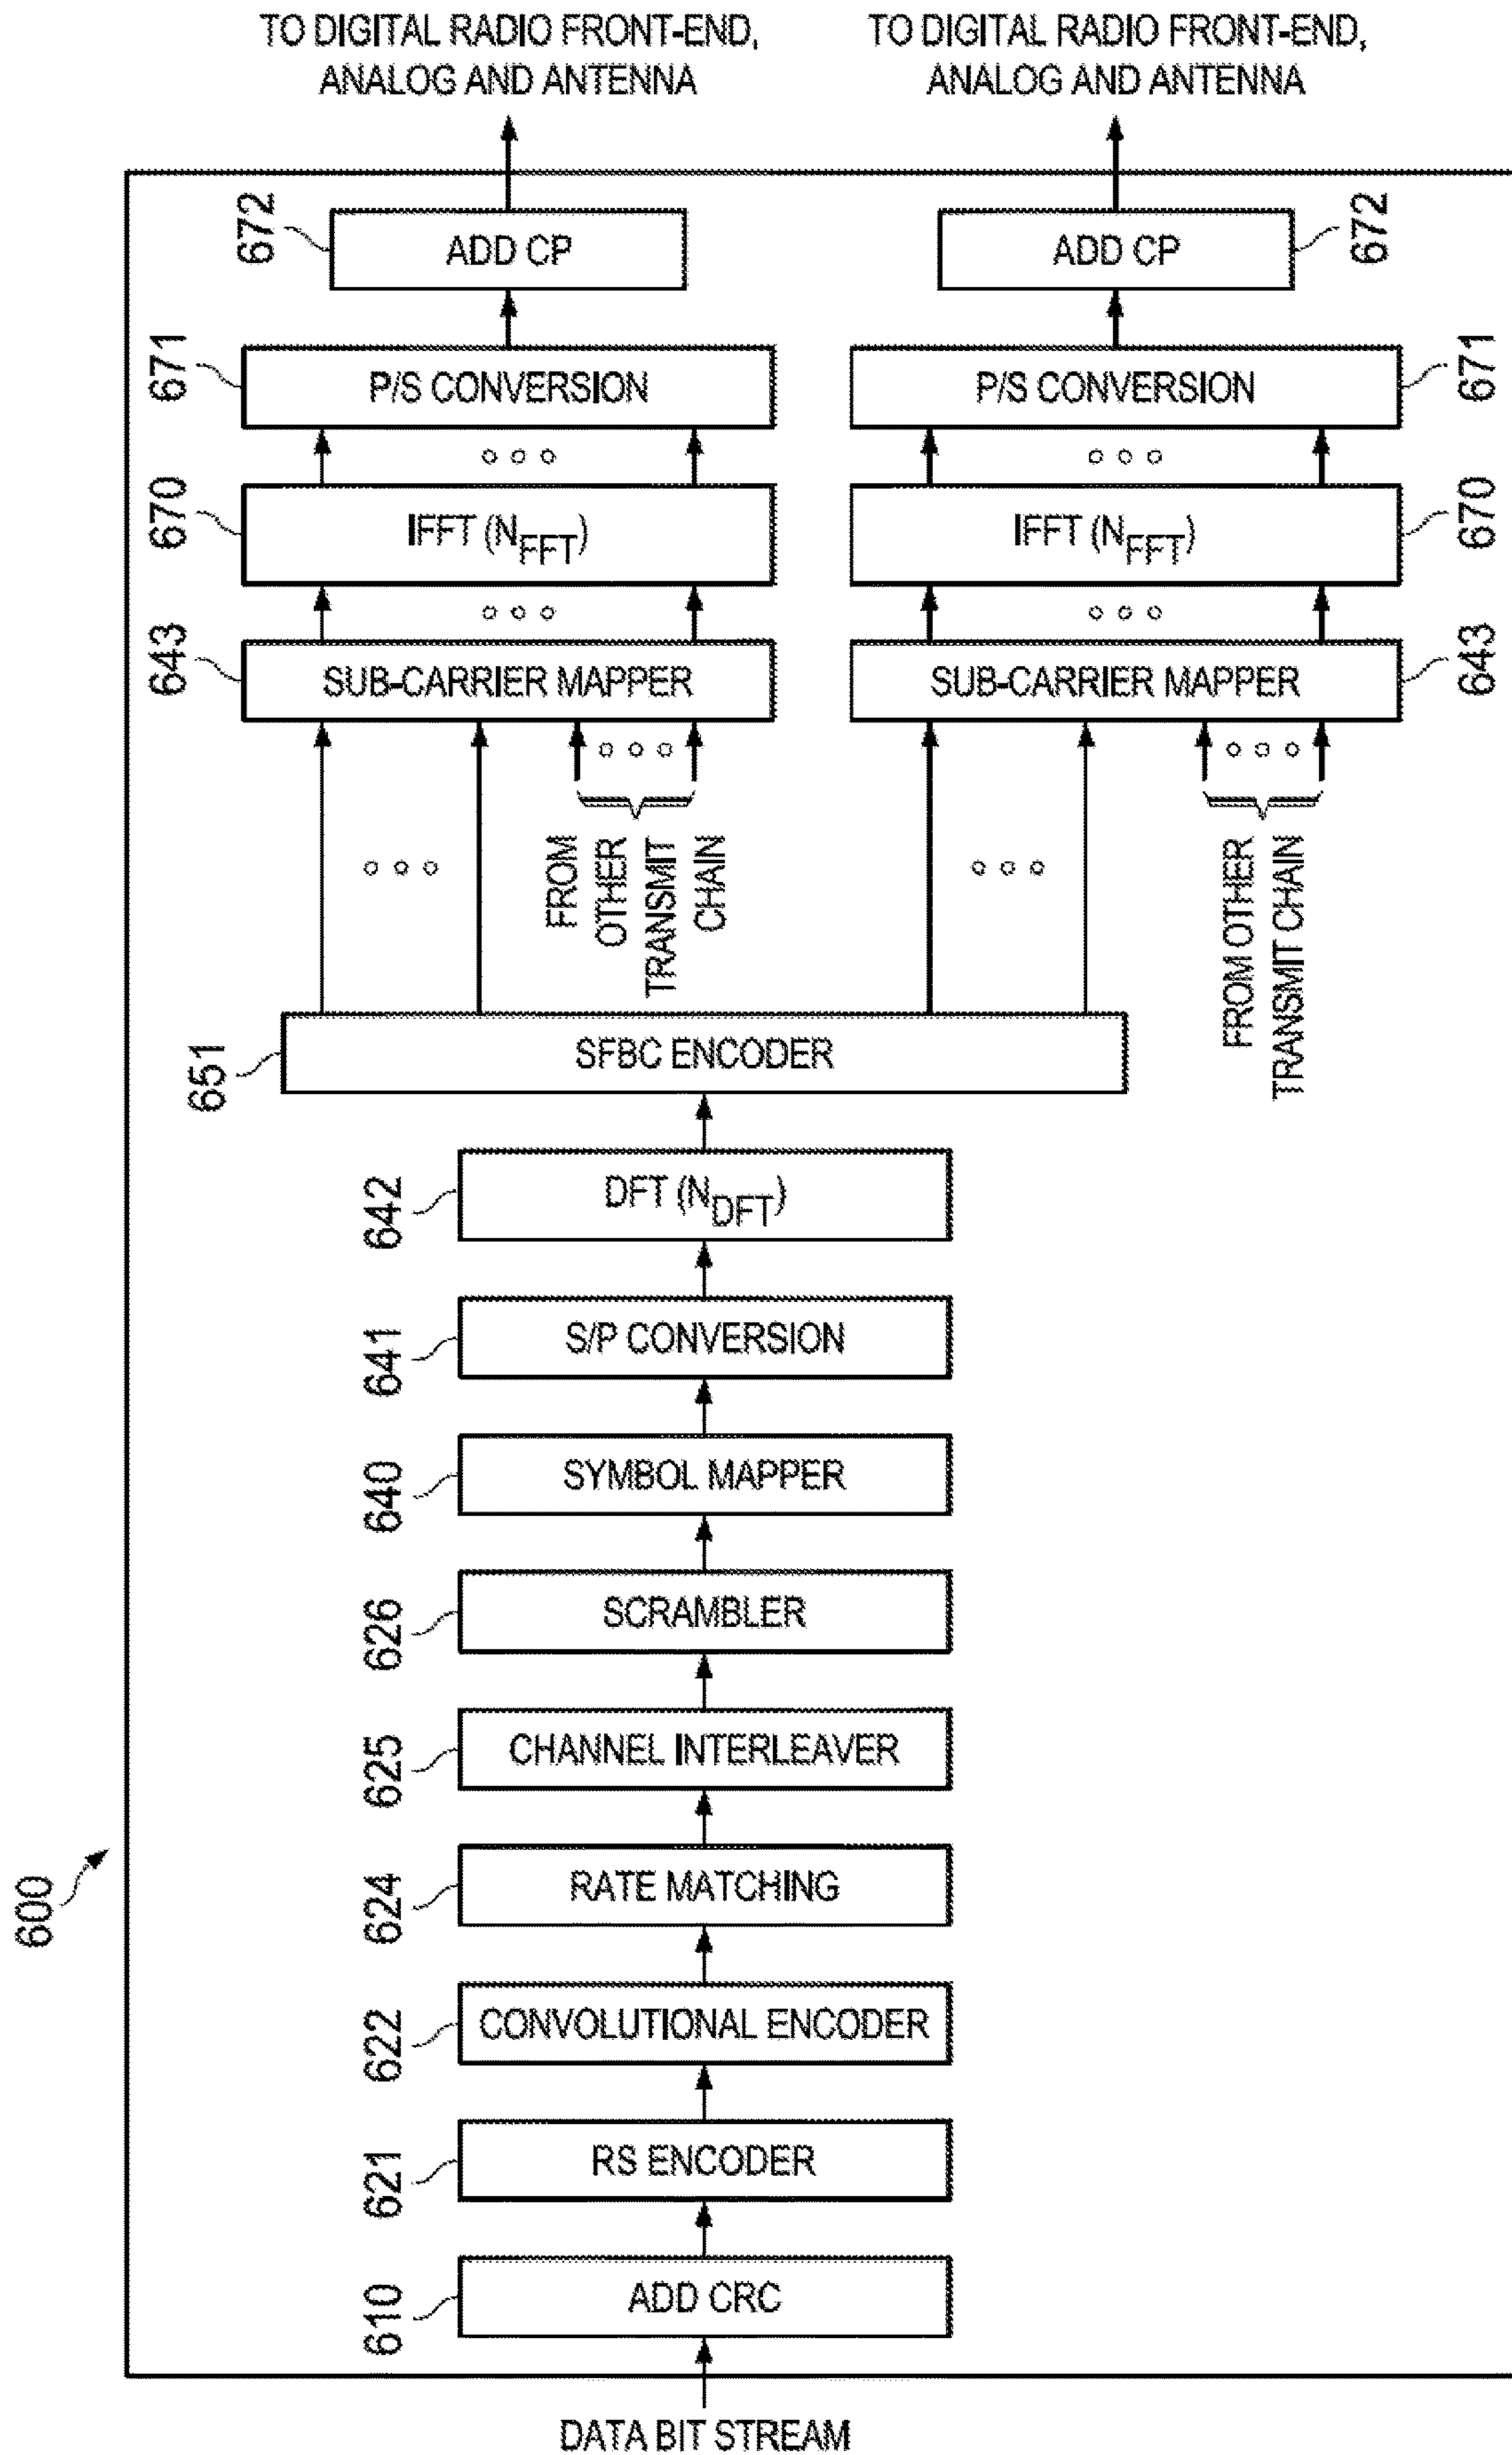 TO DIGITAL RADIO FRONT-END,
ANALOG AND ANTENNA
TO DIGITAL RADIO FRONT-END,
ANALOG AND ANTENNA
672
ADD CP
ADD CP
672
671
P/S CONVERSION
P/S CONVERSION
671
670
IFFT (N_FFT)
IFFT (N_FFT)
670
643
SUB-CARRIER MAPPER
SUB-CARRIER MAPPER
643
FROM
OTHER
TRANSMIT
CHAIN
FROM OTHER
TRANSMIT CHAIN
651
SFBC ENCODER
642
DFT (N_DFT)
641
S/P CONVERSION
640
SYMBOL MAPPER
626
SCRAMBLER
625
CHANNEL INTERLEAVER
600
624
RATE MATCHING
622
CONVOLUTIONAL ENCODER
621
RS ENCODER
610
ADD CRC
DATA BIT STREAM